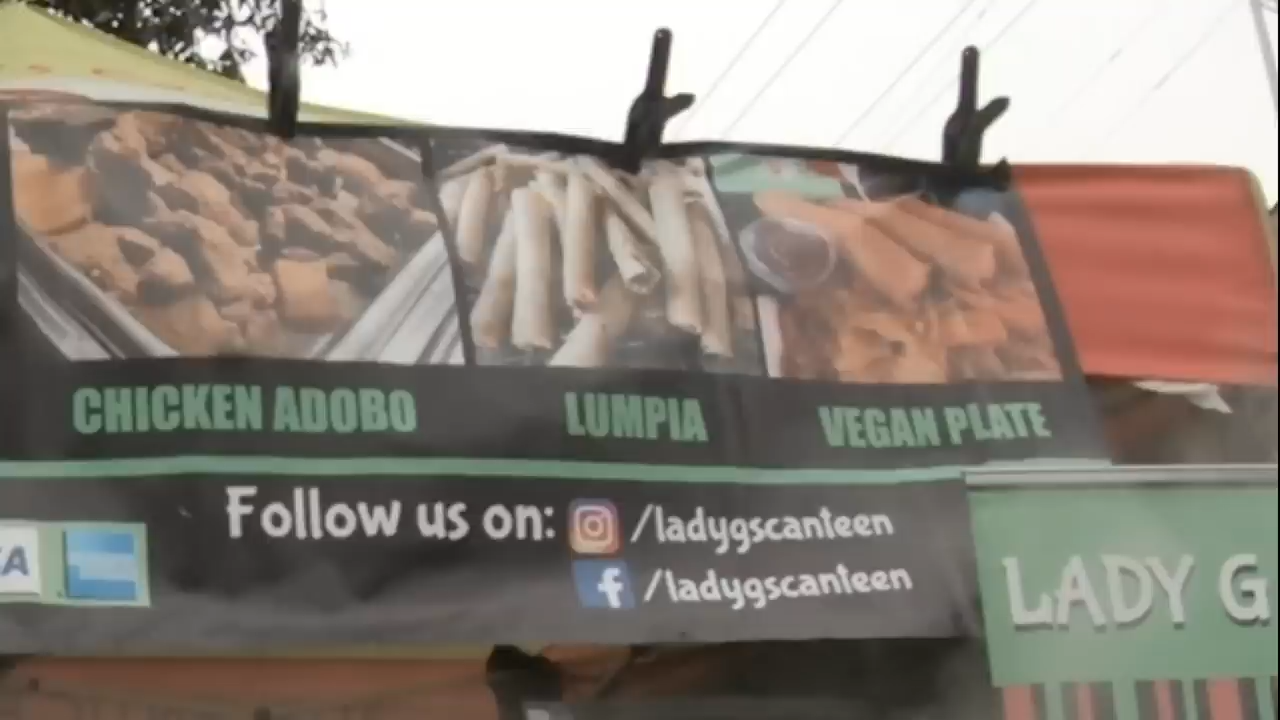 CHICKEN ADOBO
LUMPIA
VEGAN PLATE
Follow us on: /ladygscanteen
/ladygscanteen
LADY G